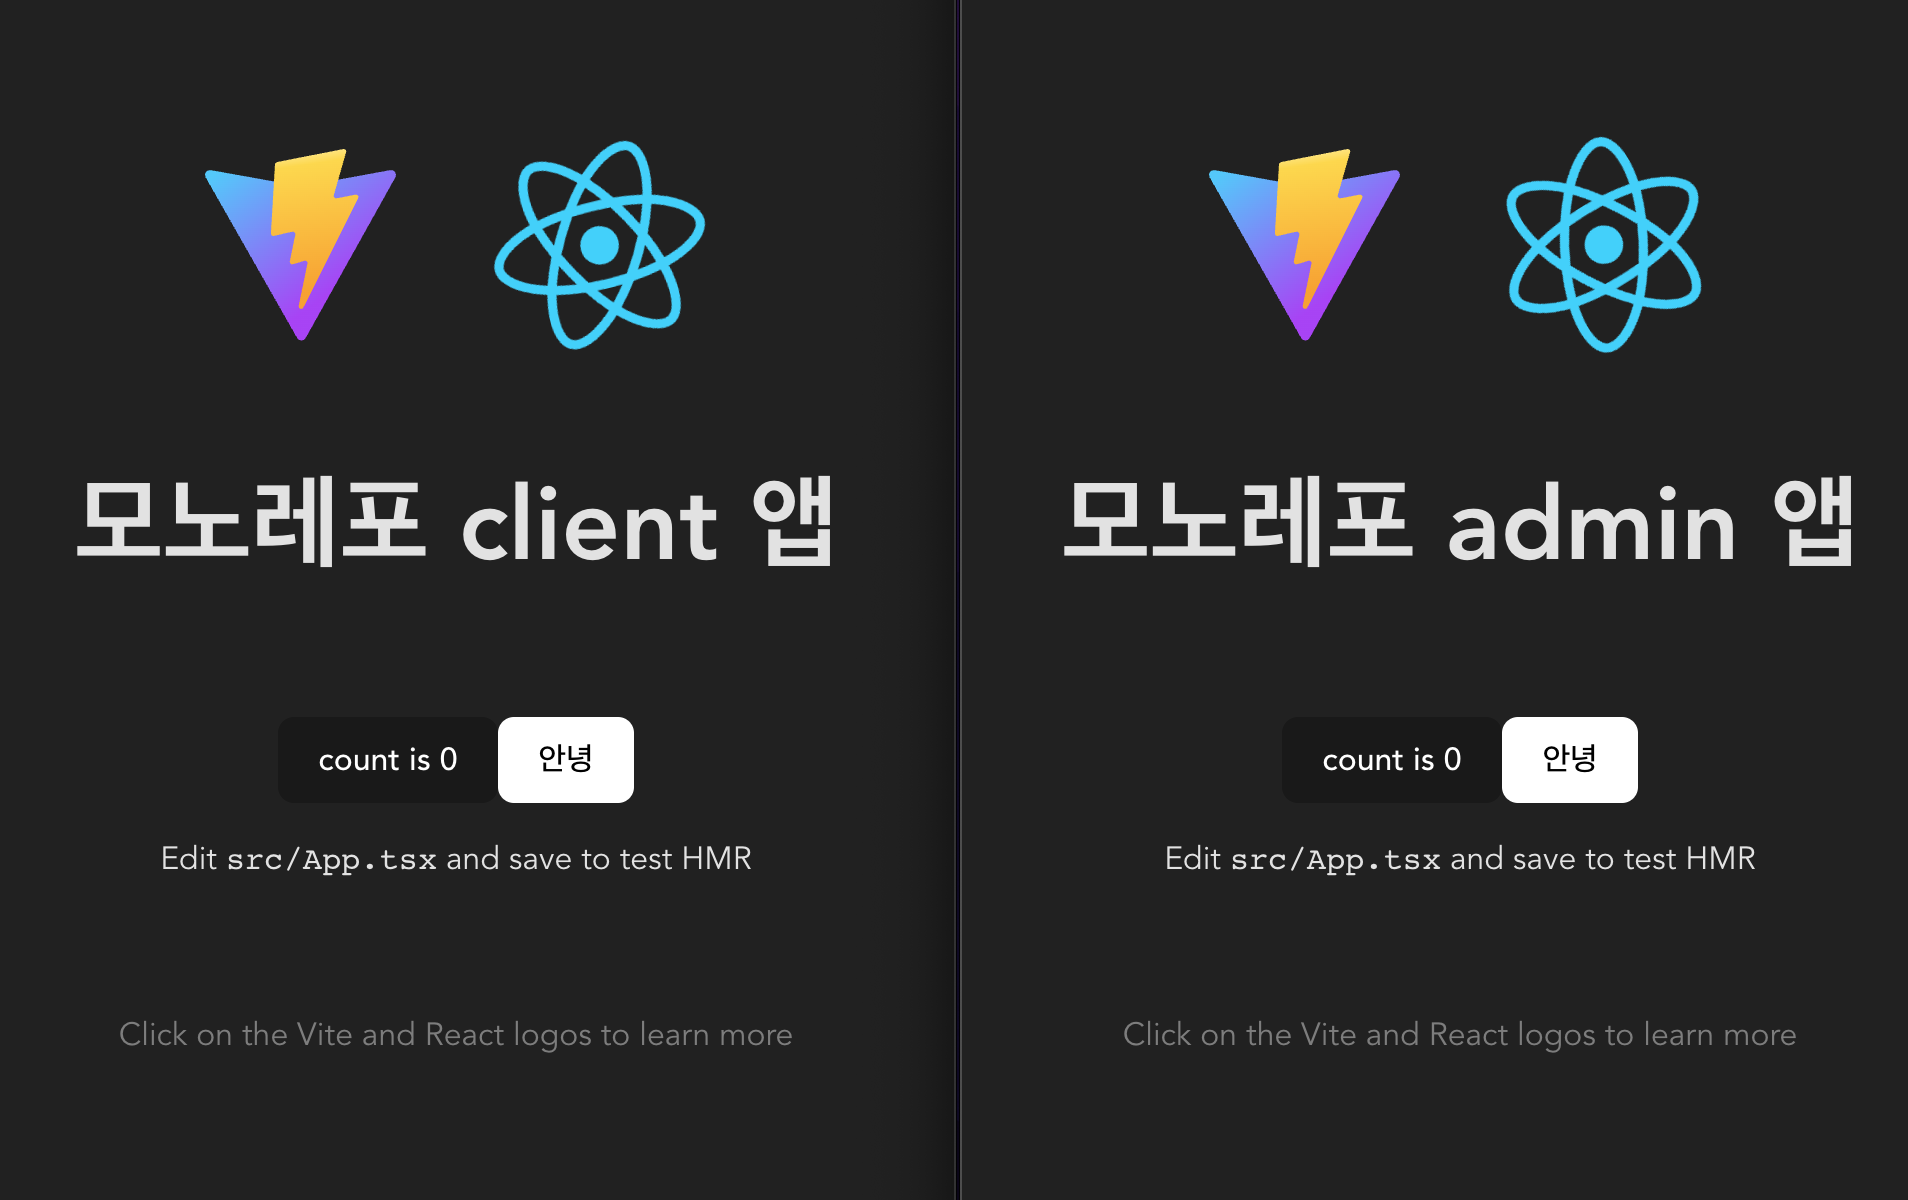 모노레포 client 앱
count is 0
안녕
Edit src/App.tsx and save to test HMR
Click on the Vite and React logos to learn more
모노레포 admin 앱
count is 0
안녕
Edit src/App.tsx and save to test HMR
Click on the Vite and React logos to learn more